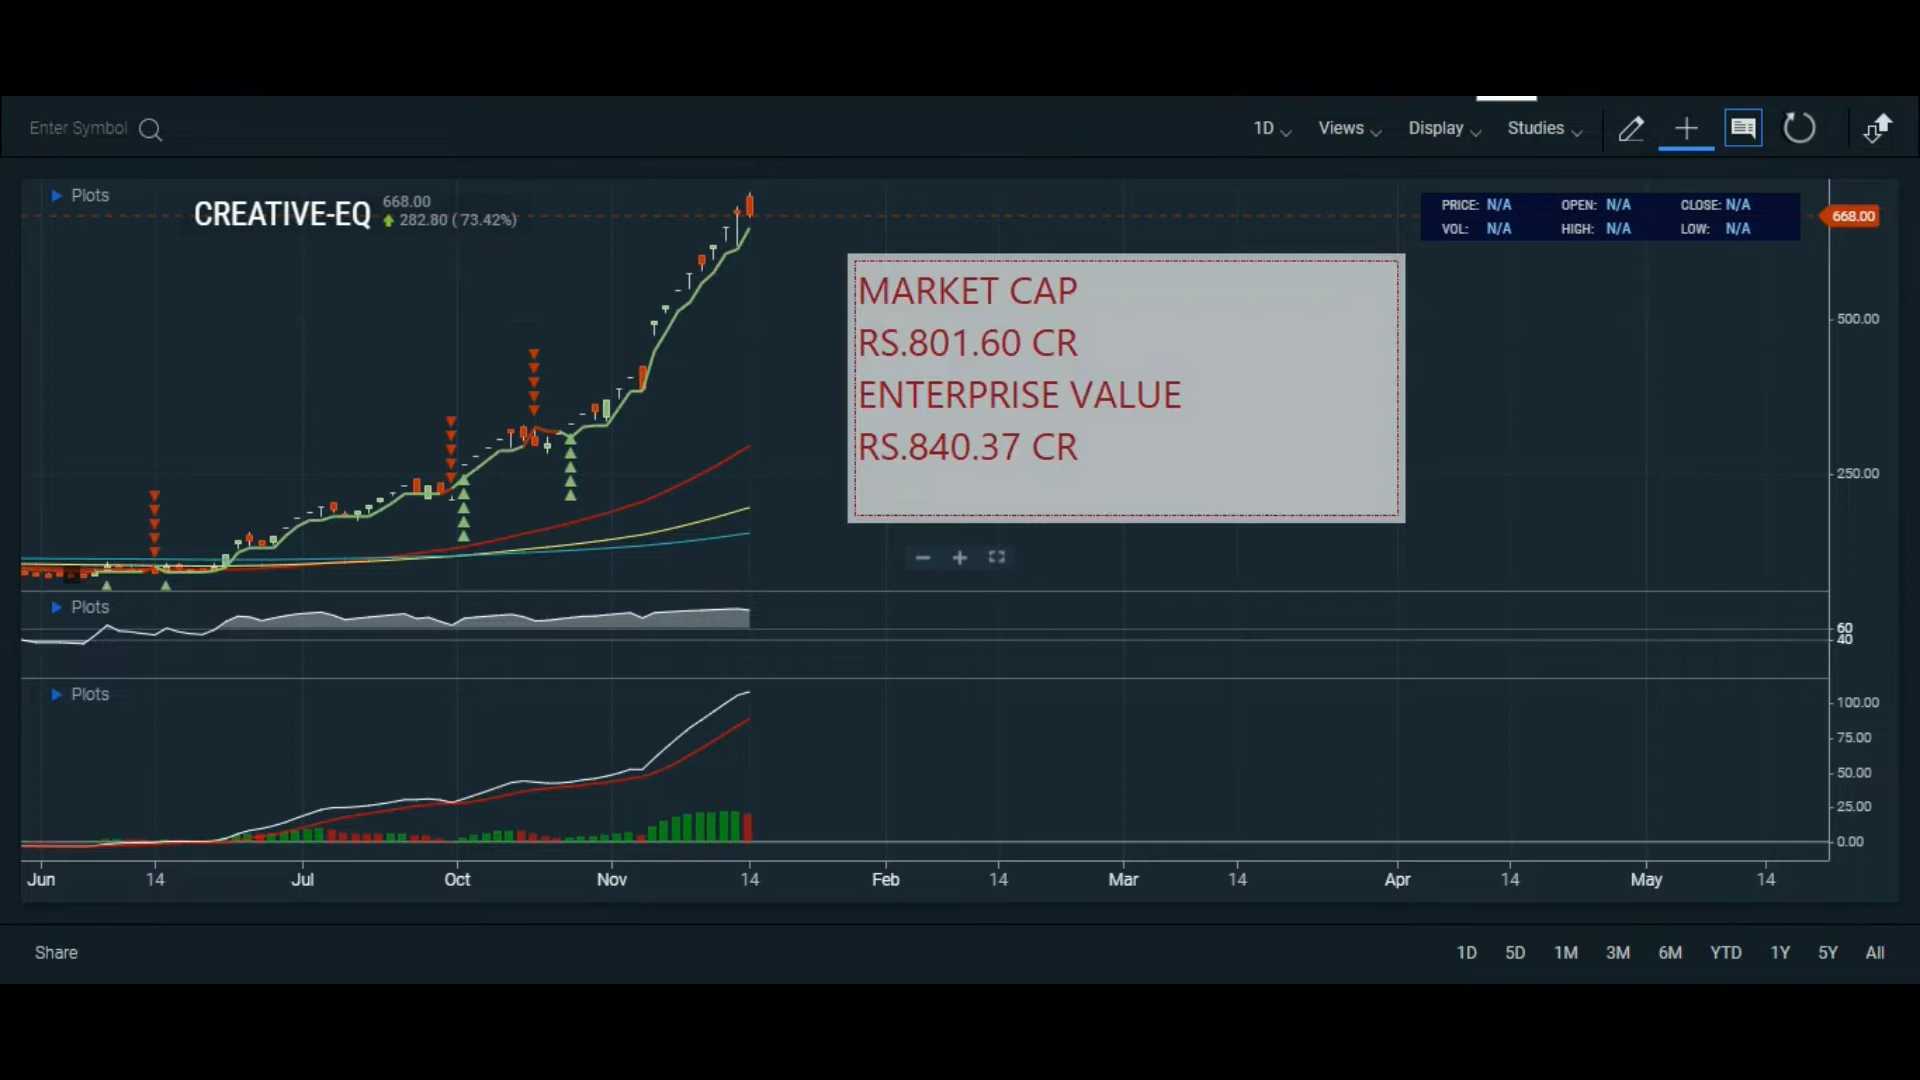 Enter Symbol
1D
Views
Display
Studies
Plots
CREATIVE-EQ
668.00
282.80 (73.42%)
PRICE: N/A OPEN: N/A CLOSE: N/A
VOL: N/A HIGH: N/A LOW: N/A
668.00
MARKET CAP
RS.801.60 CR
ENTERPRISE VALUE
RS.840.37 CR
500.00
250.00
Plots
60
40
Plots
100.00
75.00
50.00
25.00
0.00
Jun 14 Jul Oct Nov 14 Feb 14 Mar 14 Apr 14 May 14
Share
1D 5D 1M 3M 6M YTD 1Y 5Y All